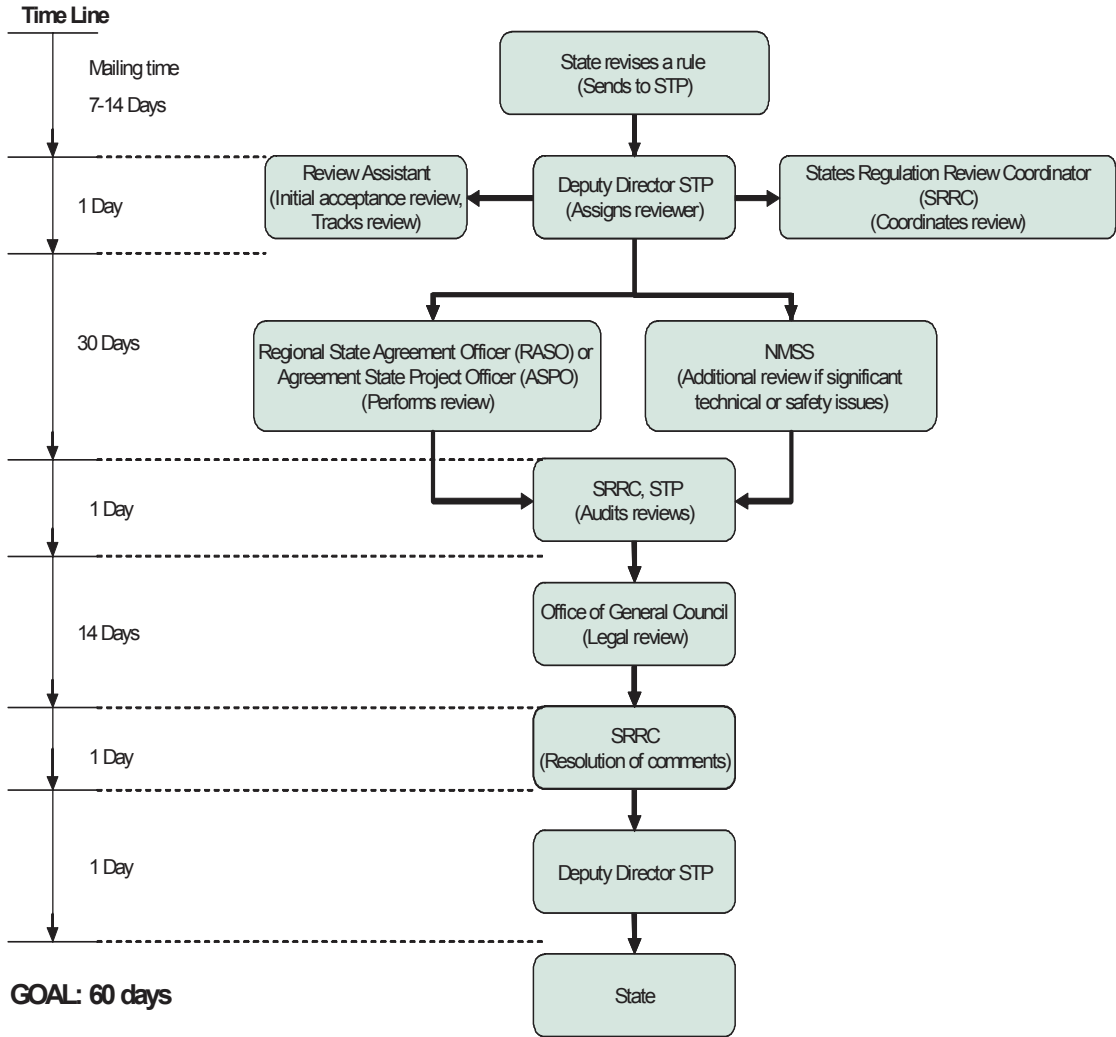 Time Line
Mailing time
7-14 Days
State revises a rule
(Sends to STP)
1 Day
Review Assistant
(Initial acceptance review,
Tracks review)
Deputy Director STP
(Assigns reviewer)
States Regulation Review Coordinator
(SRRC)
(Coordinates review)
30 Days
Regional State Agreement Officer (RASO) or
Agreement State Project Officer (ASPO)
(Performs review)
NMSS
(Additional review if significant
technical or safety issues)
1 Day
SRRC, STP
(Audits reviews)
14 Days
Office of General Council
(Legal review)
1 Day
SRRC
(Resolution of comments)
1 Day
Deputy Director STP
GOAL: 60 days
State